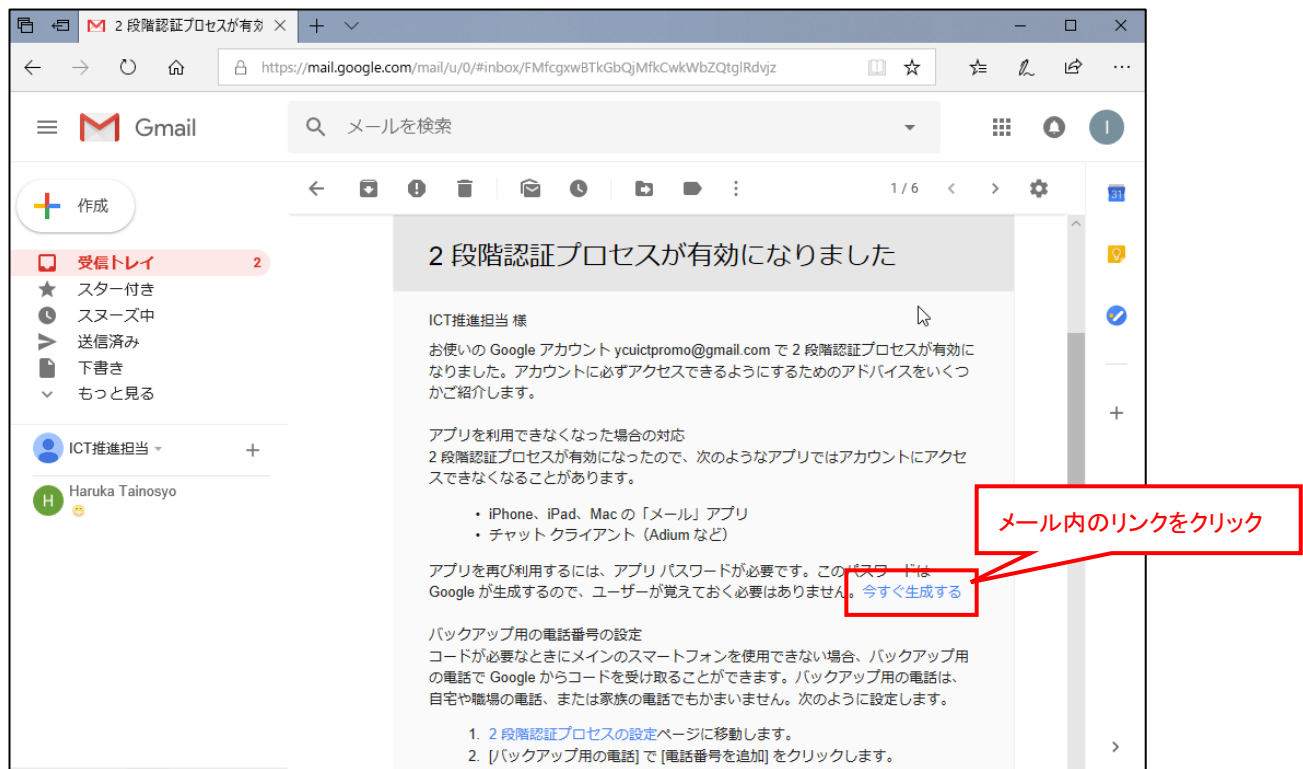 2 段階認証プロセスが有効
https://mail.google.com/mail/u/0/#inbox/FMfcgxwBTkGbQjMfkCwkWbZQtglRdvjz
Gmail
メールを検索
I
作成
1 / 6
31
受信トレイ 2
スター付き
スヌーズ中
送信済み
下書き
もっと見る
ICT推進担当
H
Haruka Tainosyo
2 段階認証プロセスが有効になりました
ICT推進担当 様
お使いの Google アカウント ycuictpromo@gmail.com で 2 段階認証プロセスが有効に
なりました。アカウントに必ずアクセスできるようにするためのアドバイスをいくつ
かご紹介します。
アプリを利用できなくなった場合の対応
2 段階認証プロセスが有効になったので、次のようなアプリではアカウントにアクセ
スできなくなることがあります。
• iPhone、iPad、Mac の「メール」アプリ
• チャット クライアント（Adium など）
メール内のリンクをクリック
アプリを再び利用するには、アプリ パスワードが必要です。このパスワードは
Google が生成するので、ユーザーが覚えておく必要はありません。今すぐ生成する
バックアップ用の電話番号の設定
コードが必要なときにメインのスマートフォンを使用できない場合、バックアップ用
の電話で Google からコードを受け取ることができます。バックアップ用の電話は、
自宅や職場の電話、または家族の電話でもかまいません。次のように設定します。
1. 2 段階認証プロセスの設定ページに移動します。
2. [バックアップ用の電話] で [電話番号を追加] をクリックします。